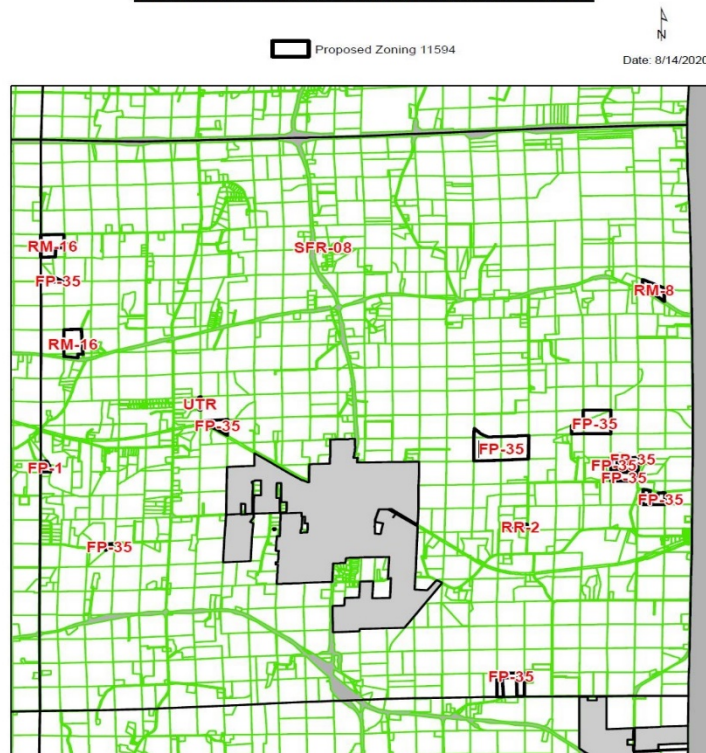 N
Proposed Zoning 11594
Date: 8/14/2020
RM-16
SFR-08
FP-35
RM-8
RM-16
UTR
FP-35
FP-35
FP-35
FP-35
FP-35
FP-1
FP-35
FP-35
RR-2
FP-35
FP-35